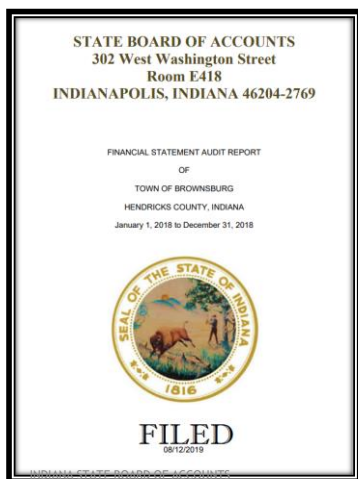 STATE BOARD OF ACCOUNTS
302 West Washington Street
Room E418
INDIANAPOLIS, INDIANA 46204-2769
FINANCIAL STATEMENT AUDIT REPORT
OF
TOWN OF BROWNSBURG
HENDRICKS COUNTY, INDIANA
January 1, 2018 to December 31, 2018
SEAL OF THE STATE OF INDIANA
1816
FILED
08/12/2019
INDIANA STATE BOARD OF ACCOUNTS